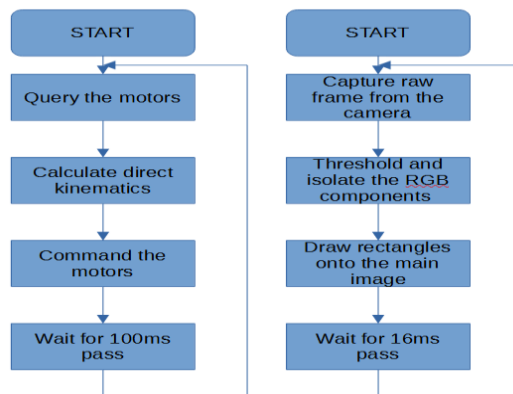 START
Query the motors
Calculate direct
kinematics
Command the
motors
Wait for 100ms
pass
START
Capture raw
frame from the
camera
Threshold and
isolate the RGB
components
Draw rectangles
onto the main
image
Wait for 16ms
pass